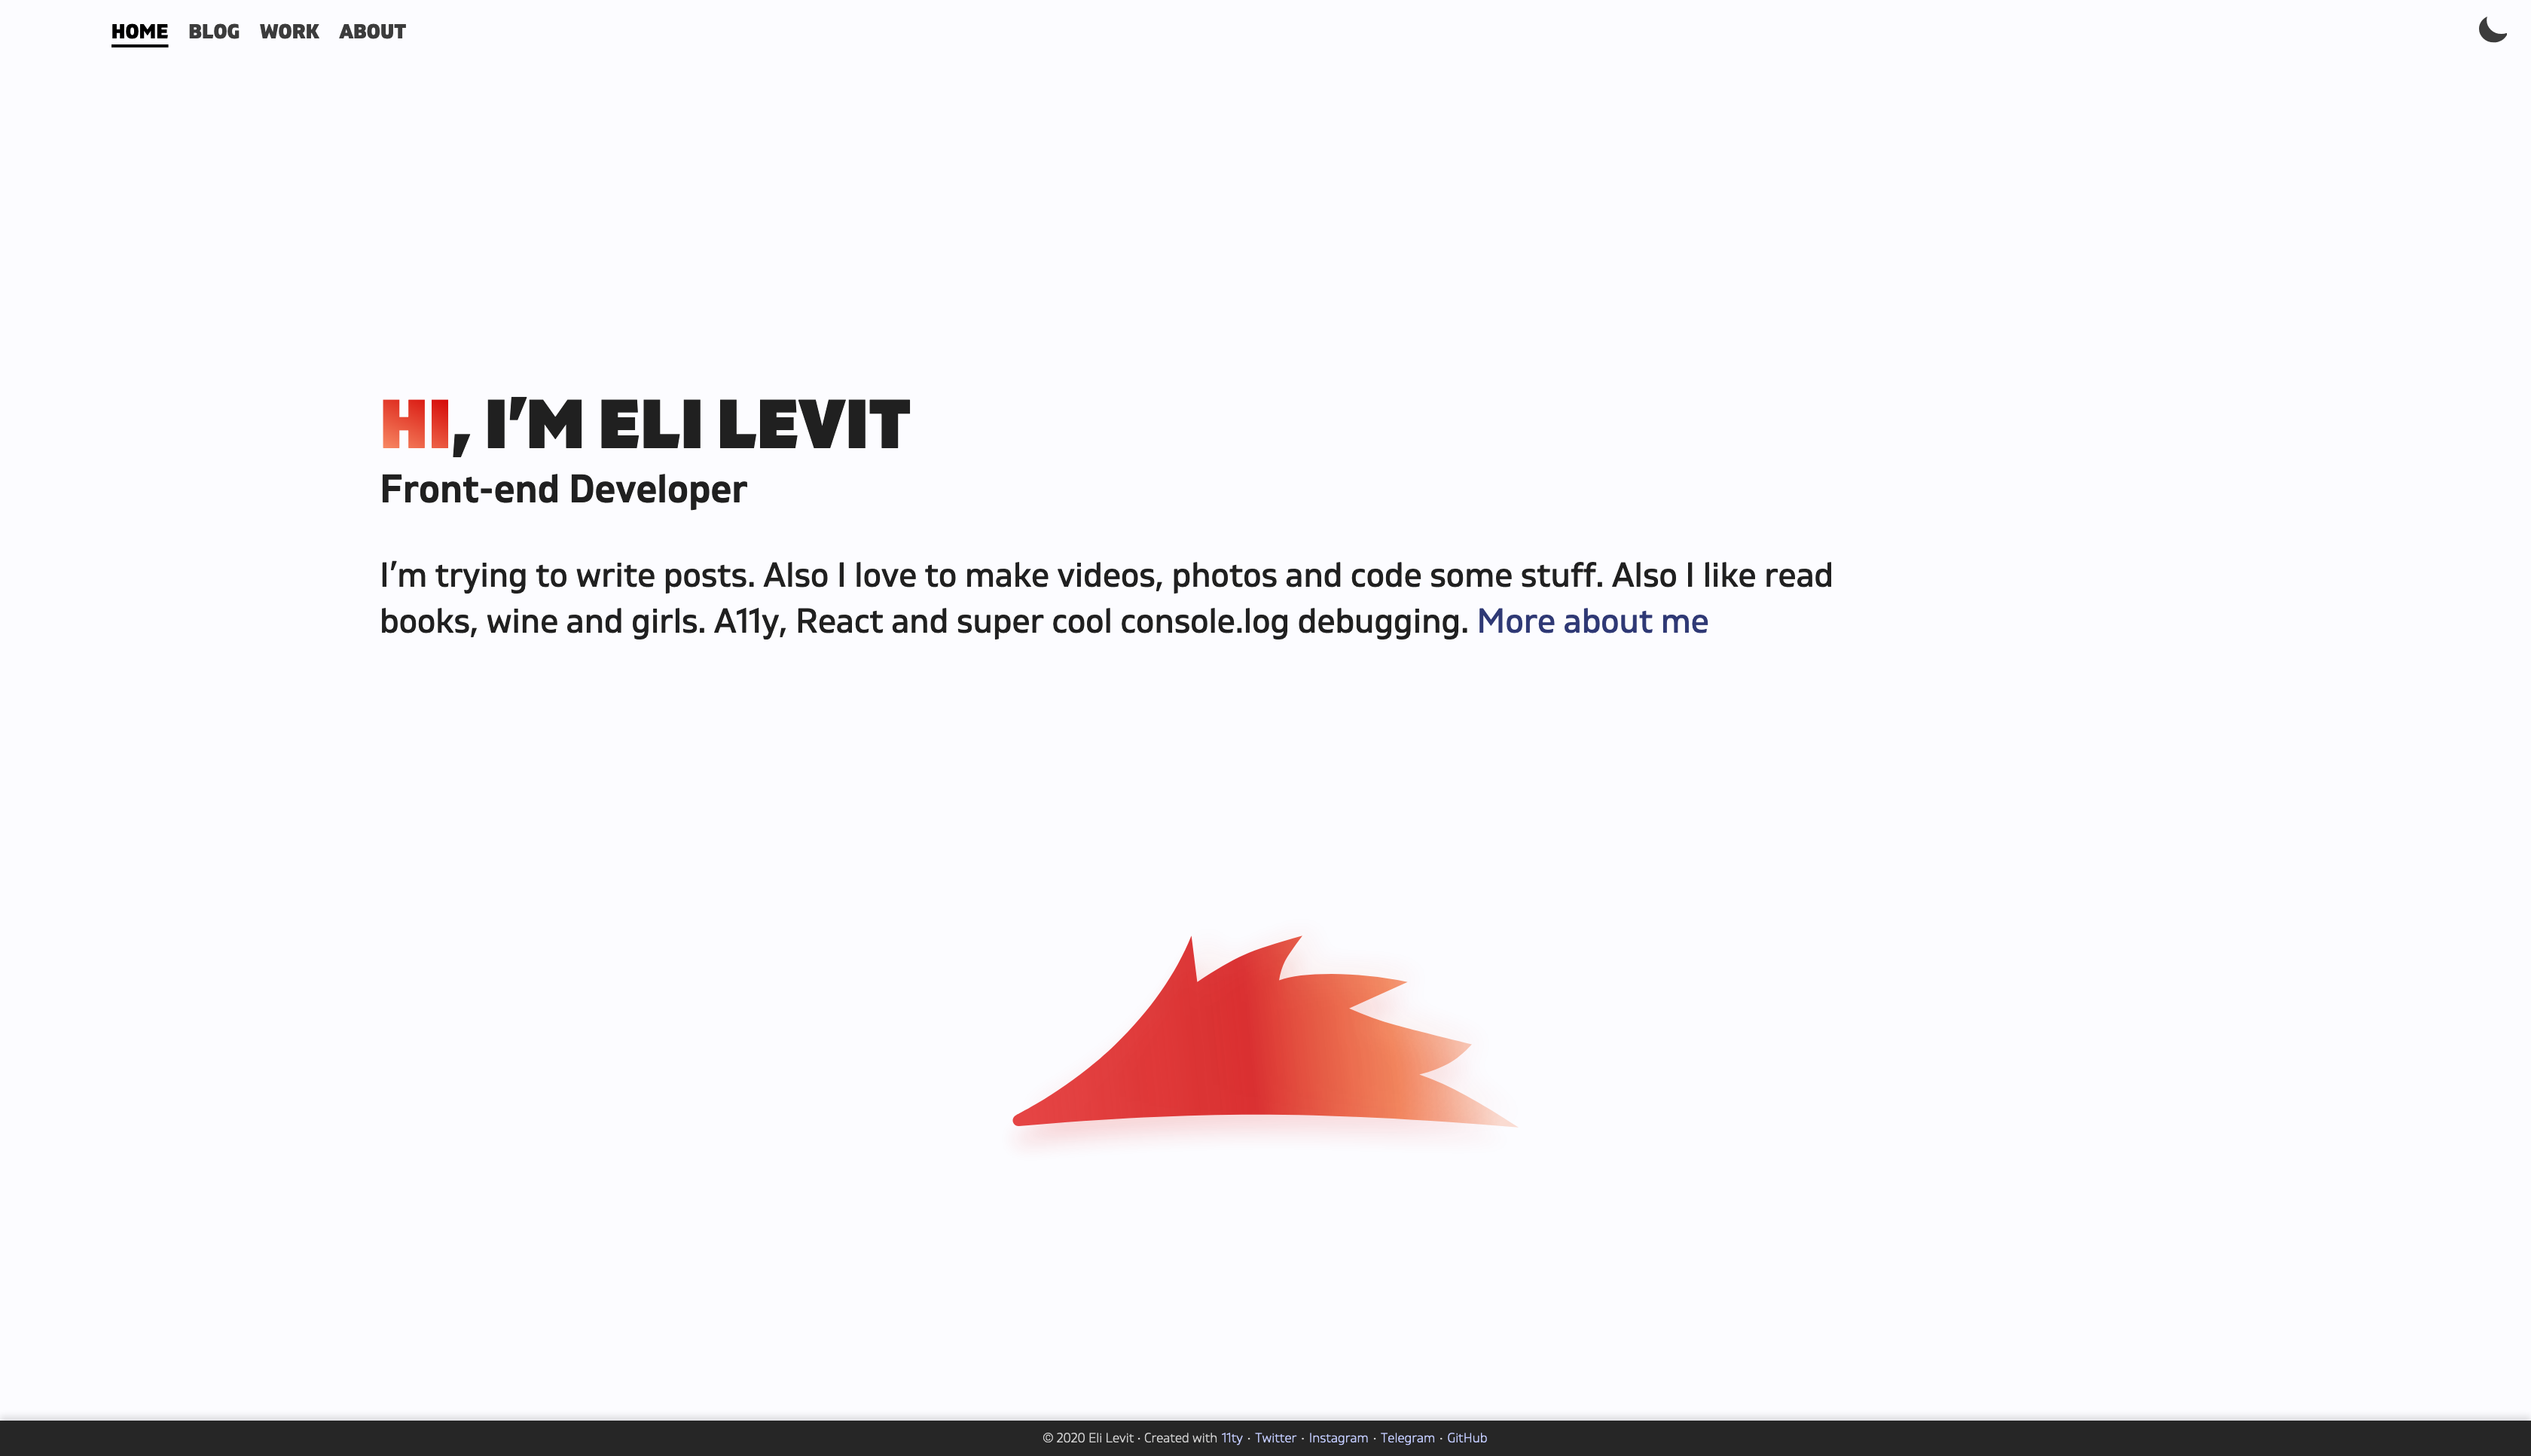 HOME BLOG WORK ABOUT
HI, I’M ELI LEVIT
Front-end Developer
I’m trying to write posts. Also I love to make videos, photos and code some stuff. Also I like read
books, wine and girls. A11y, React and super cool console.log debugging. More about me
© 2020 Eli Levit · Created with 11ty · Twitter · Instagram · Telegram · GitHub